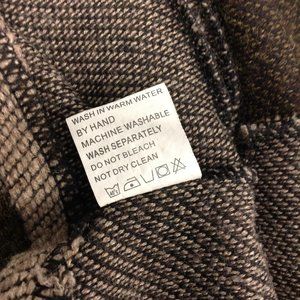 WASH IN WARM WATER
BY HAND
MACHINE WASHABLE
WASH SEPARATELY
DO NOT BLEACH
NOT DRY CLEAN